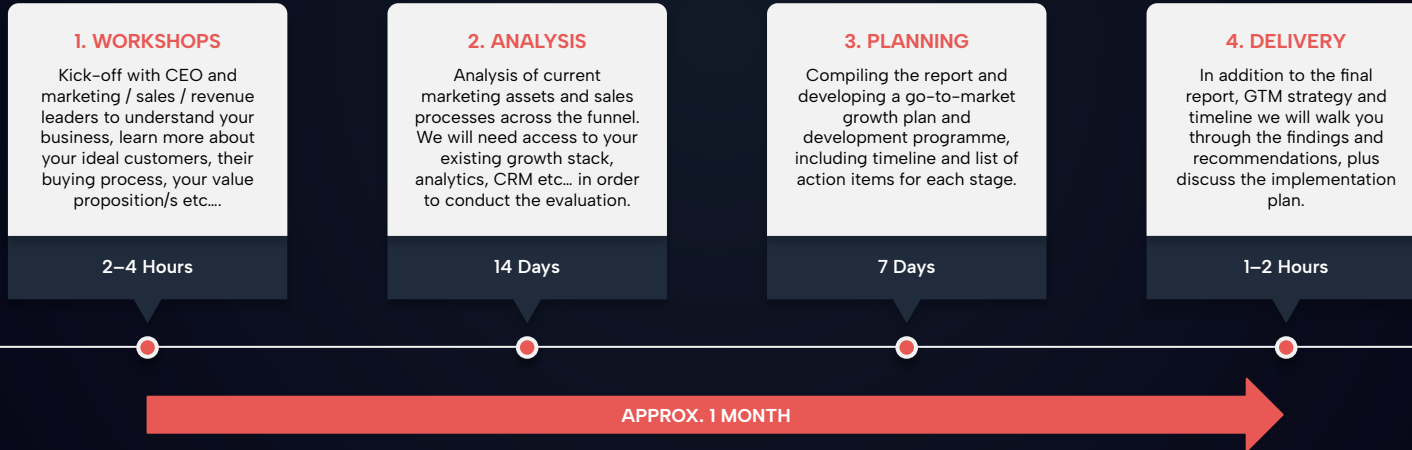 1. WORKSHOPS
Kick-off with CEO and
marketing / sales / revenue
leaders to understand your
business, learn more about
your ideal customers, their
buying process, your value
proposition/s etc....
2-4 Hours
2. ANALYSIS
Analysis of current
marketing assets and sales
processes across the funnel.
We will need access to your
existing growth stack,
analytics, CRM etc... in order
to conduct the evaluation.
14 Days
3. PLANNING
Compiling the report and
developing a go-to-market
growth plan and
development programme,
including timeline and list of
action items for each stage.
7 Days
4. DELIVERY
In addition to the final
report, GTM strategy and
timeline we will walk you
through the findings and
recommendations, plus
discuss the implementation
plan.
1–2 Hours
APPROX. 1 MONTH